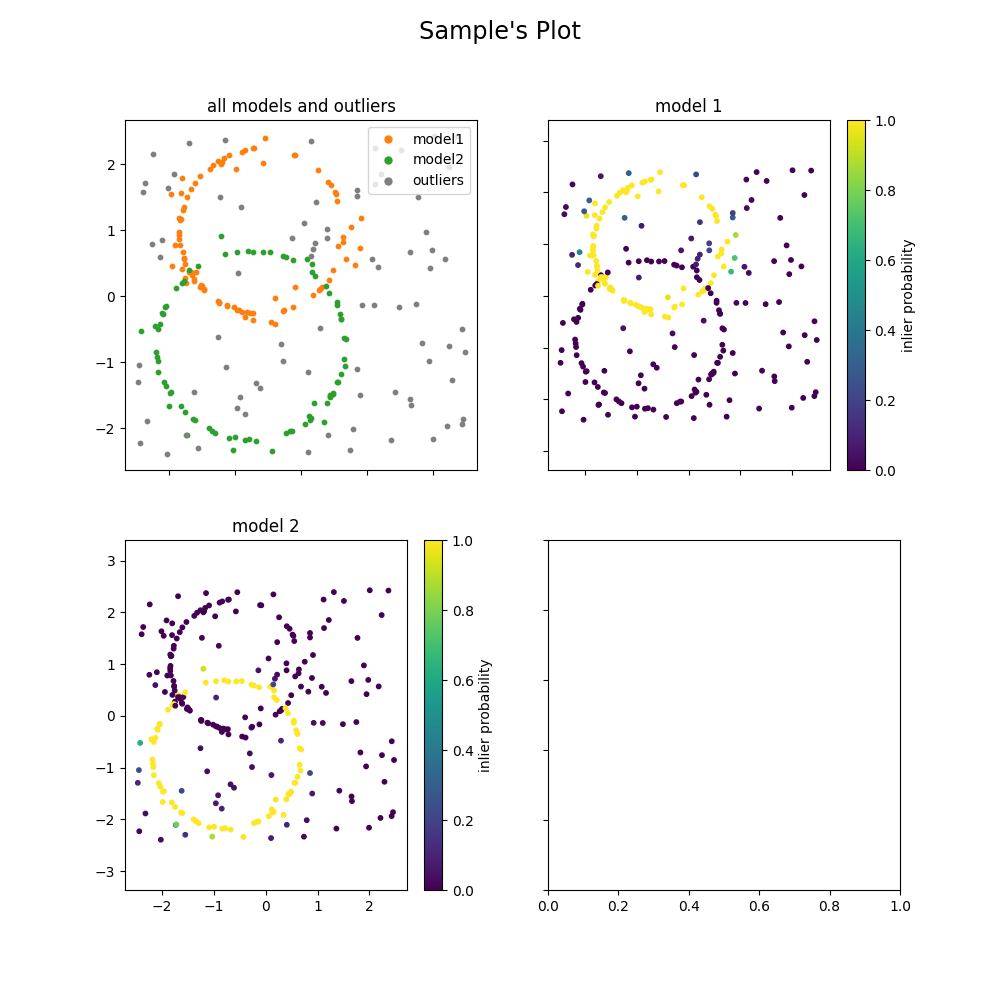 Sample's Plot
all models and outliers
model1
model2
outliers
2
1
0
−1
−2
model 1
1.0
0.8
0.6
0.4
0.2
0.0
inlier probability
model 2
3
2
1
0
−1
−2
−3
−2 −1 0 1 2
1.0
0.8
0.6
0.4
0.2
0.0
inlier probability
0.0 0.2 0.4 0.6 0.8 1.0